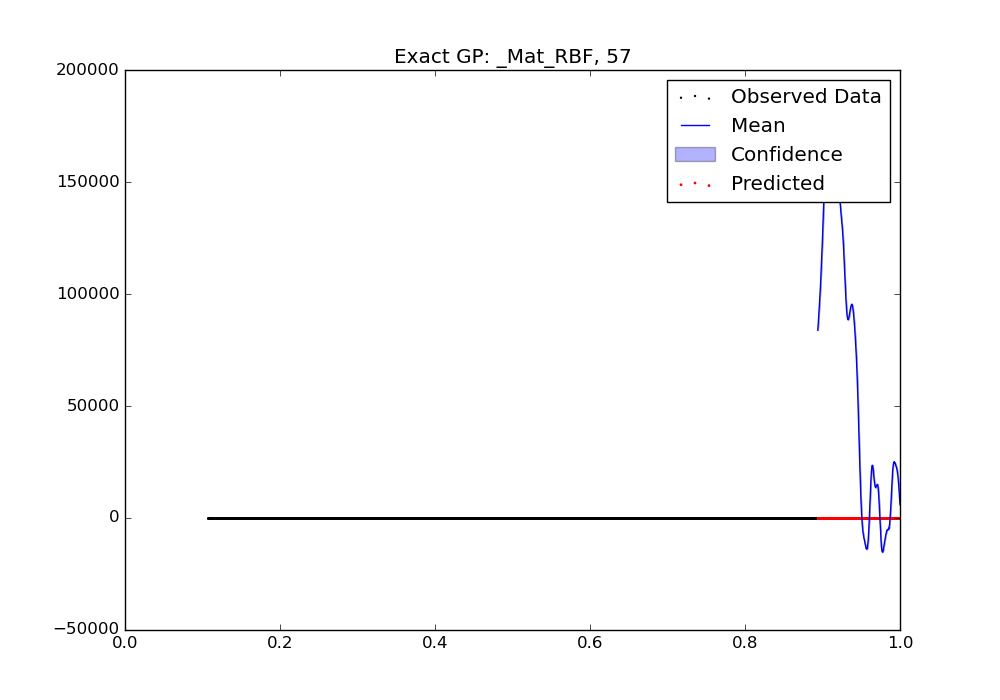 Exact GP: _Mat_RBF, 57
200000
150000
100000
50000
0
−50000
0.0 0.2 0.4 0.6 0.8 1.0
Observed Data
Mean
Confidence
Predicted